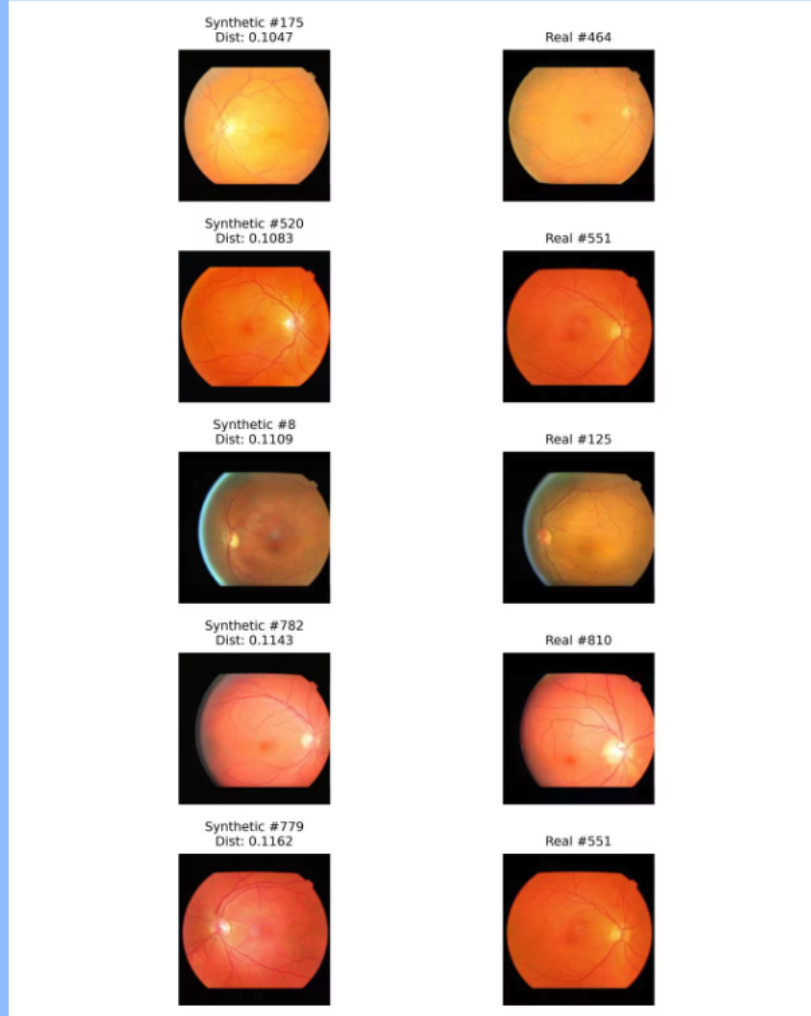 Synthetic #175
Dist: 0.1047
Real #464
Synthetic #520
Dist: 0.1083
Real #551
Synthetic #8
Dist: 0.1109
Real #125
Synthetic #782
Dist: 0.1143
Real #810
Synthetic #779
Dist: 0.1162
Real #551